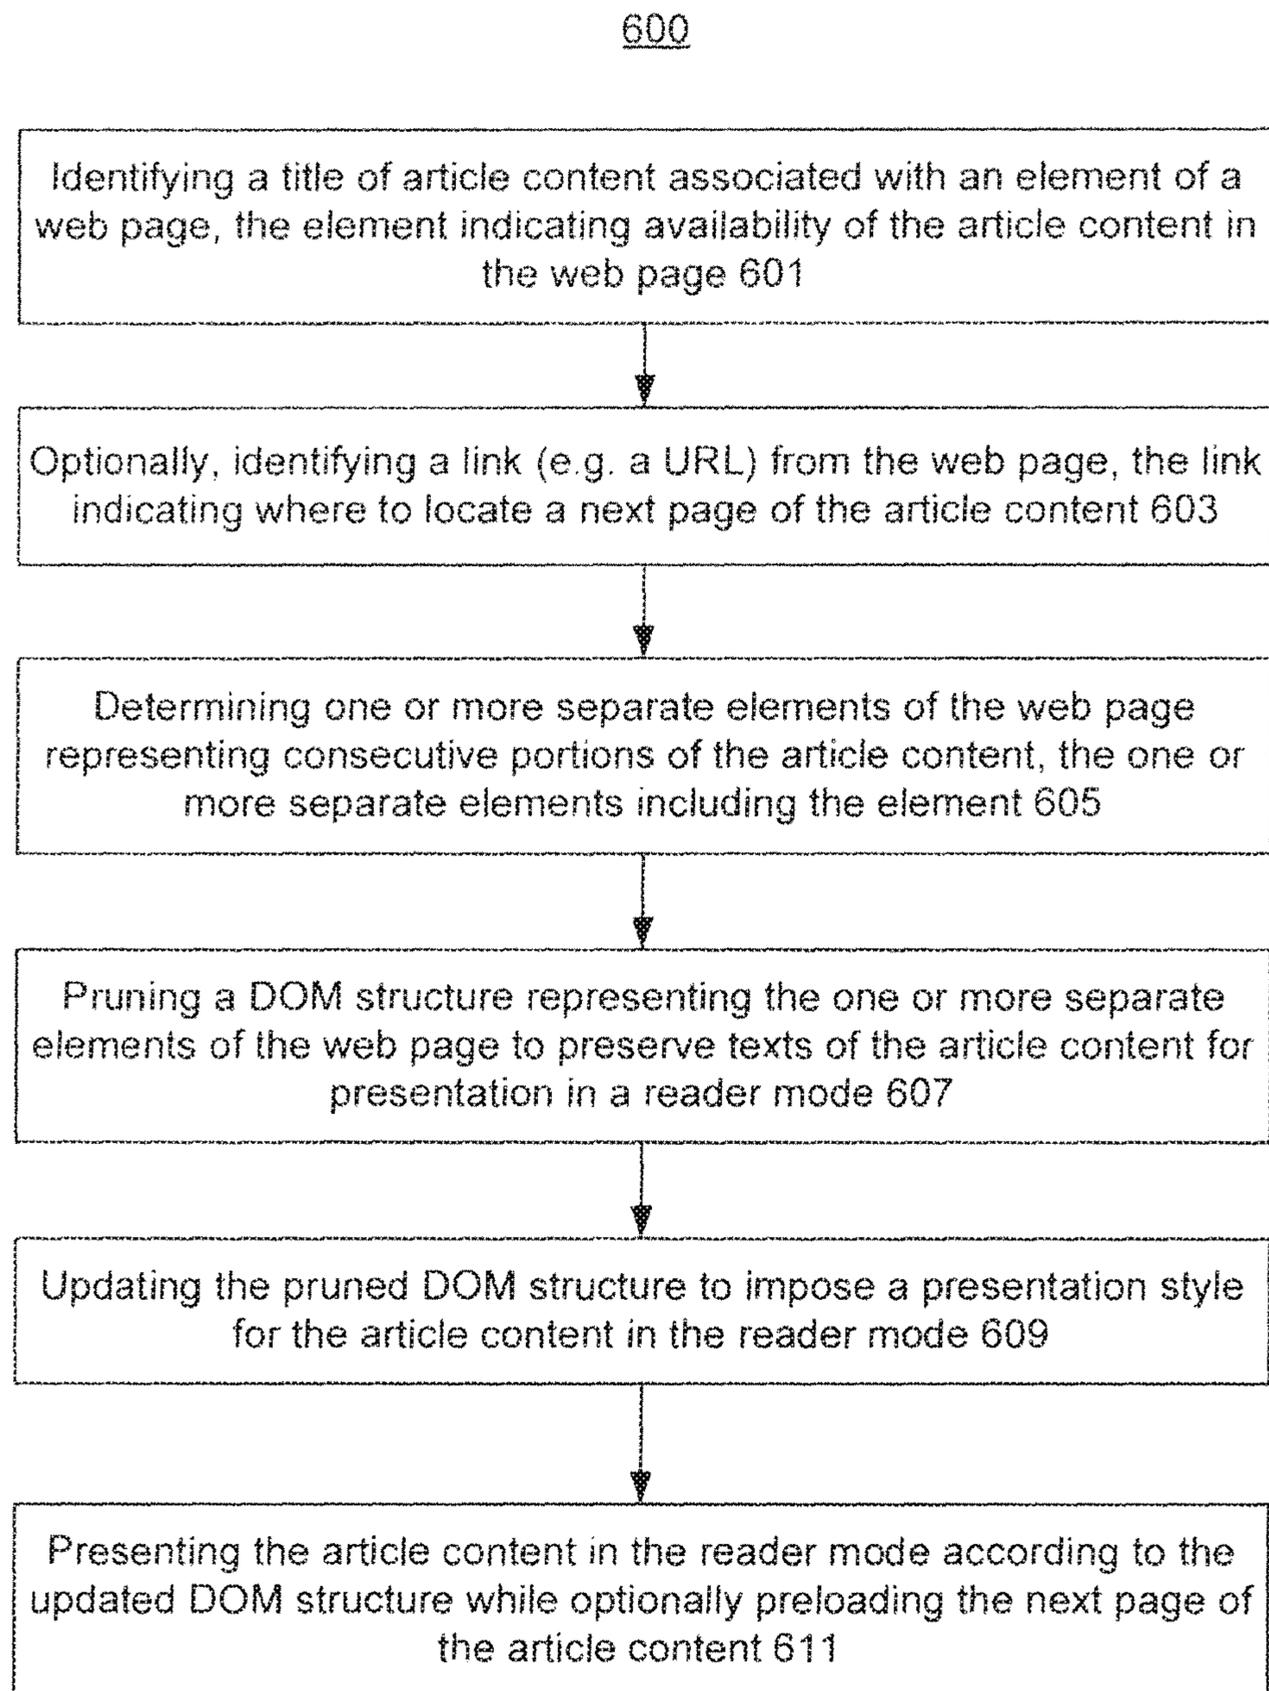 600
Identifying a title of article content associated with an element of a
web page, the element indicating availability of the article content in
the web page 601
Optionally, identifying a link (e.g. a URL) from the web page, the link
indicating where to locate a next page of the article content 603
Determining one or more separate elements of the web page
representing consecutive portions of the article content, the one or
more separate elements including the element 605
Pruning a DOM structure representing the one or more separate
elements of the web page to preserve texts of the article content for
presentation in a reader mode 607
Updating the pruned DOM structure to impose a presentation style
for the article content in the reader mode 609
Presenting the article content in the reader mode according to the
updated DOM structure while optionally preloading the next page of
the article content 611